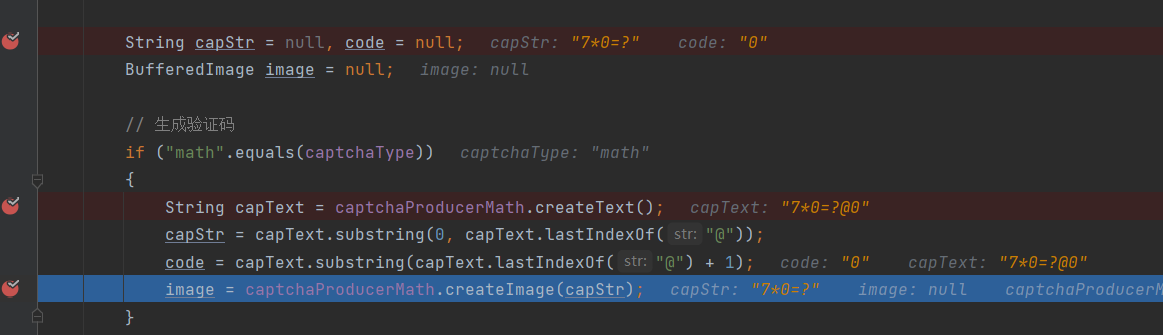 String capStr = null, code = null; capStr: "7*0=?" code: "0"
BufferedImage image = null; image: null
// 生成验证码
if ("math".equals(captchaType)) captchaType: "math"
{
String capText = captchaProducerMath.createText(); capText: "7*0=?@0"
capStr = capText.substring(0, capText.lastIndexOf( str: "@"));
code = capText.substring(capText.lastIndexOf( str: "@") + 1); code: "0" capText: "7*0=?@0"
image = captchaProducerMath.createImage(capStr); capStr: "7*0=?" image: null captchaProducerM
}